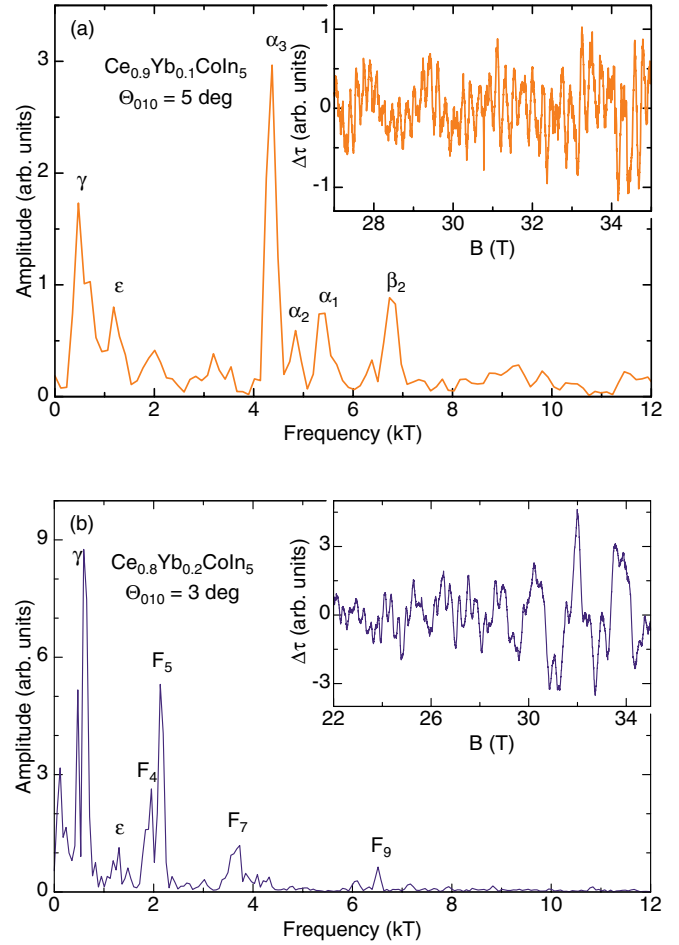 (a)
Ce0.9Yb0.1CoIn5
Θ010 = 5 deg
γ
ε
α3
α2
α1
β2
Amplitude (arb. units)
0
1
2
3
0 2 4 6 8 10 12
Frequency (kT)
Δτ (arb. units)
1
0
-1
28 30 32 34
B (T)
(b)
Ce0.8Yb0.2CoIn5
Θ010 = 3 deg
γ
ε
F4
F5
F7
F9
Amplitude (arb. units)
9
6
3
0
0 2 4 6 8 10 12
Frequency (kT)
Δτ (arb. units)
3
0
-3
22 26 30 34
B (T)